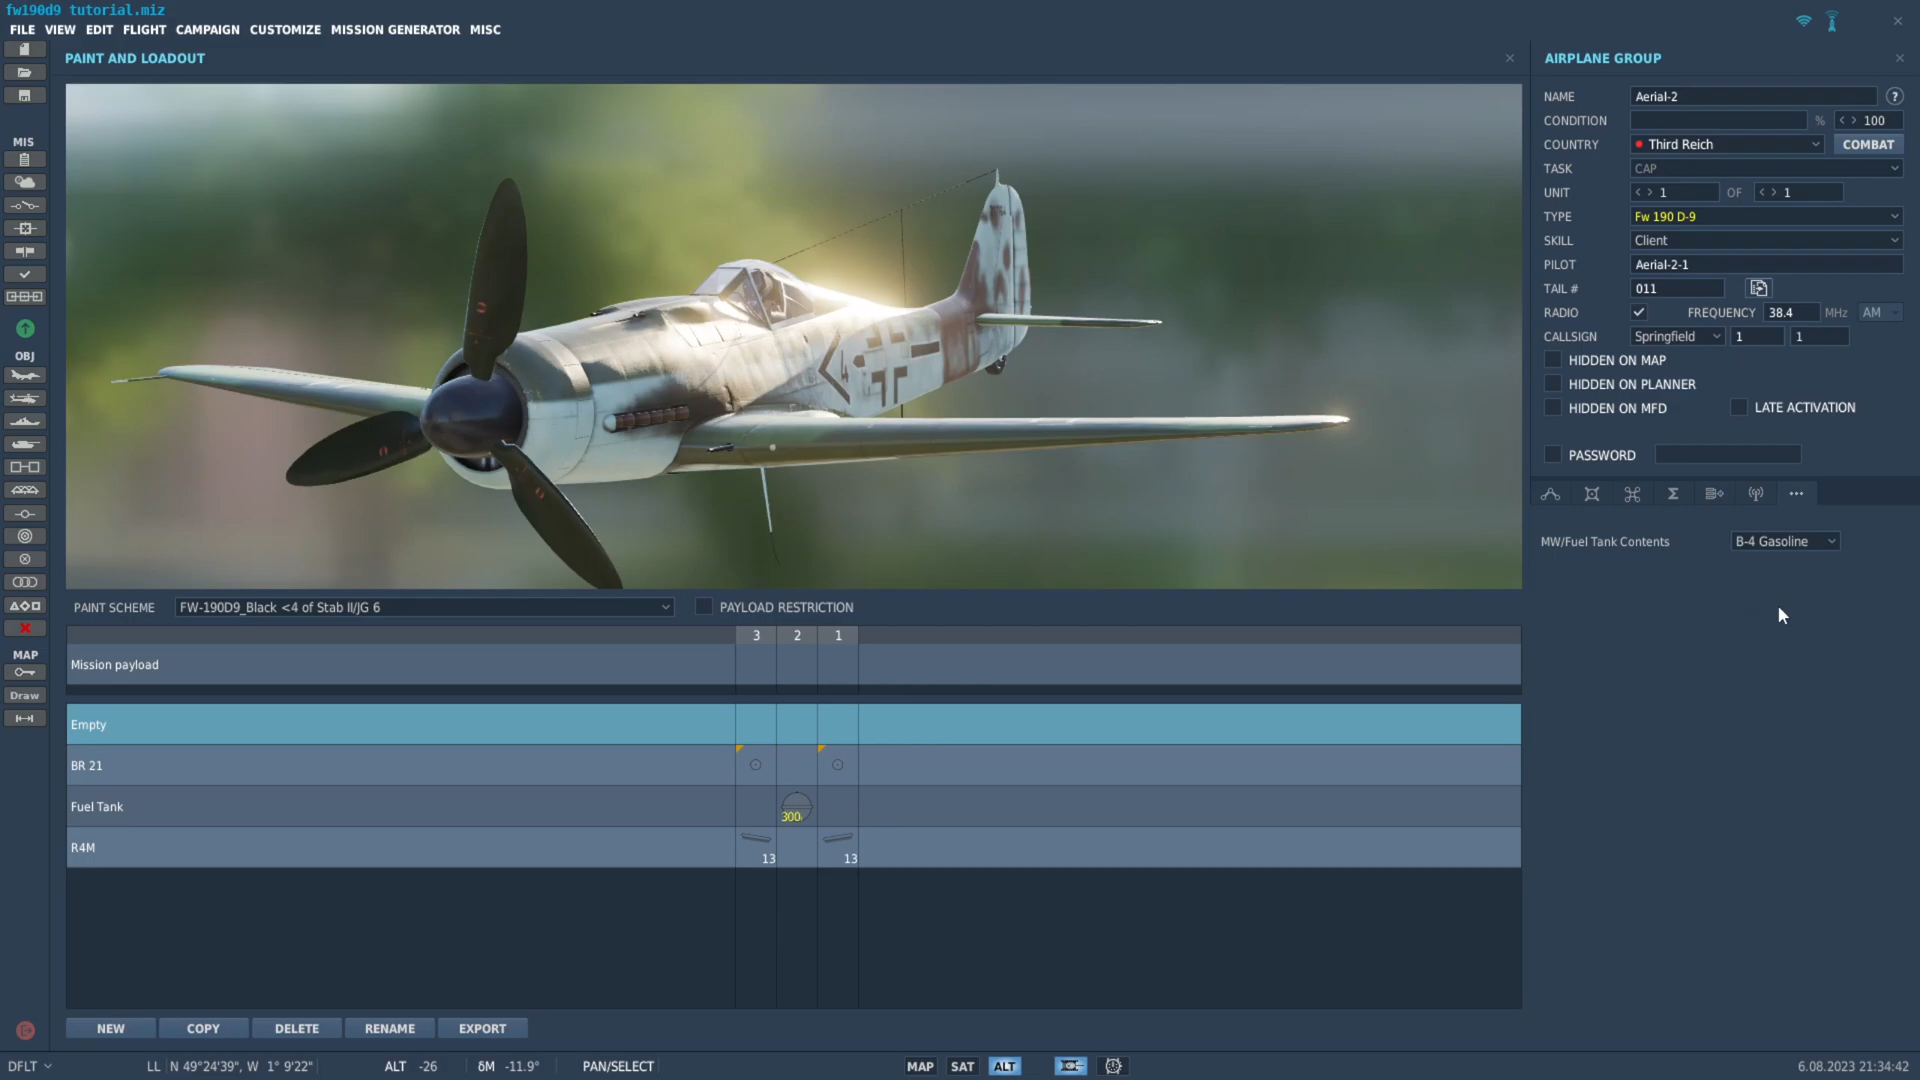 fw190d9 tutorial.miz
FILE VIEW EDIT FLIGHT CAMPAIGN CUSTOMIZE MISSION GENERATOR MISC
PAINT AND LOADOUT
AIRPLANE GROUP
NAME Aerial-2 ?
CONDITION % < > 100
COUNTRY Third Reich COMBAT
TASK CAP
UNIT < > 1 OF < > 1
TYPE Fw 190 D-9
SKILL Client
PILOT Aerial-2-1
TAIL # 011
RADIO FREQUENCY 38.4 MHz AM
CALLSIGN Springfield 1 1
HIDDEN ON MAP
HIDDEN ON PLANNER
HIDDEN ON MFD LATE ACTIVATION
PASSWORD
MW/Fuel Tank Contents B-4 Gasoline
MIS
OBJ
MAP
Draw
4
PAINT SCHEME FW-190D9_Black <4 of Stab II/JG 6 PAYLOAD RESTRICTION
3 2 1
Mission payload
Empty
BR 21
Fuel Tank 300
R4M 13 13
NEW COPY DELETE RENAME EXPORT
DFLT LL N 49°24'39", W 1° 9'22" ALT -26 δM -11.9° PAN/SELECT MAP SAT ALT 6.08.2023 21:34:42